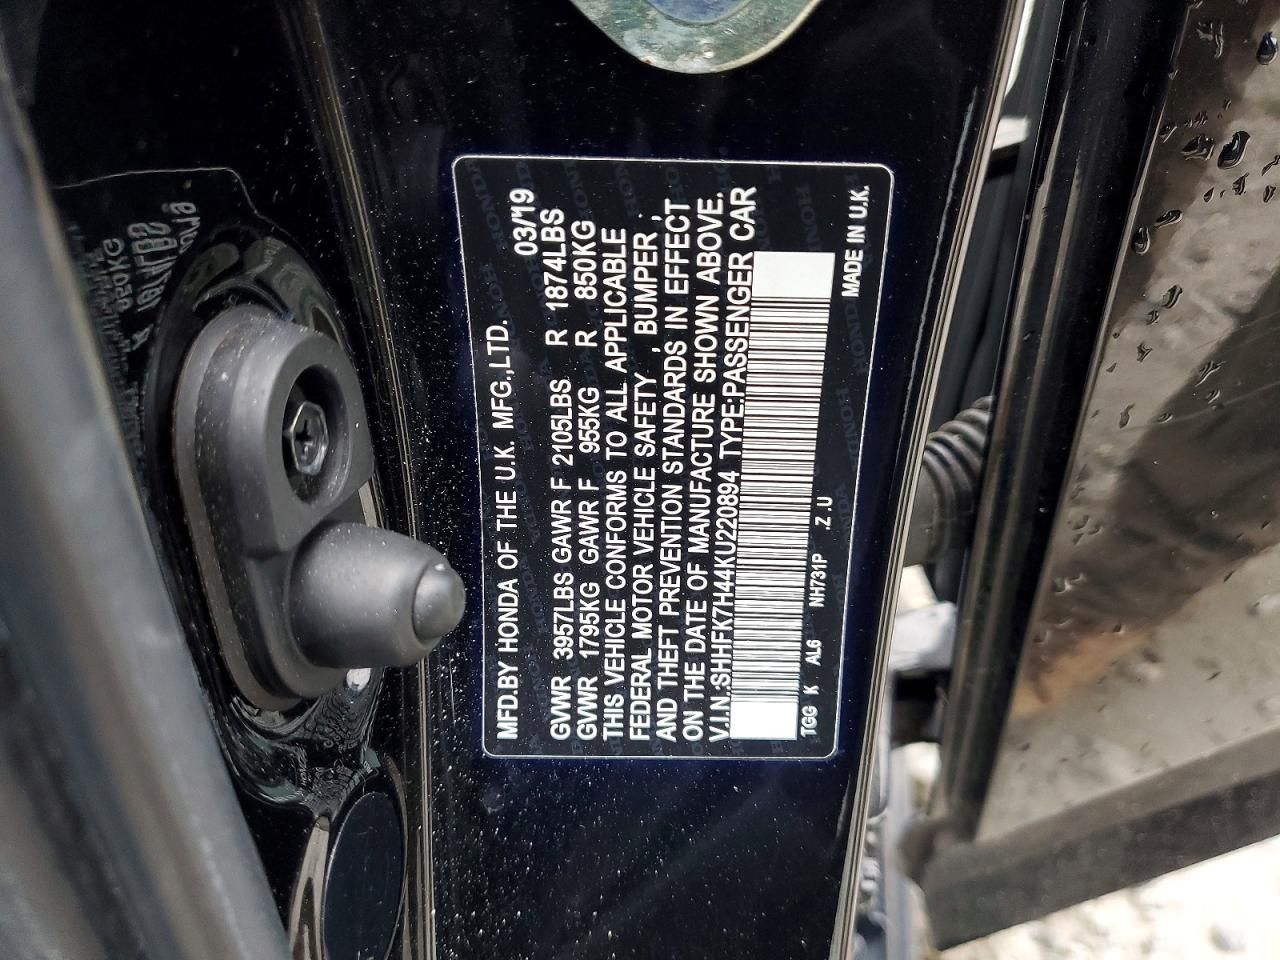 MFD.BY HONDA OF THE U.K. MFG.,LTD. 03/19
GVWR 3957LBS GAWR F 2105LBS R 1874LBS
GVWR 1795KG GAWR F 955KG R 850KG
THIS VEHICLE CONFORMS TO ALL APPLICABLE
FEDERAL MOTOR VEHICLE SAFETY , BUMPER ,
AND THEFT PREVENTION STANDARDS IN EFFECT
ON THE DATE OF MANUFACTURE SHOWN ABOVE.
V.I.N.:SHHFK7H44KU220894 TYPE:PASSENGER CAR
TGG K AL6 NH731P .Z .U MADE IN U.K.